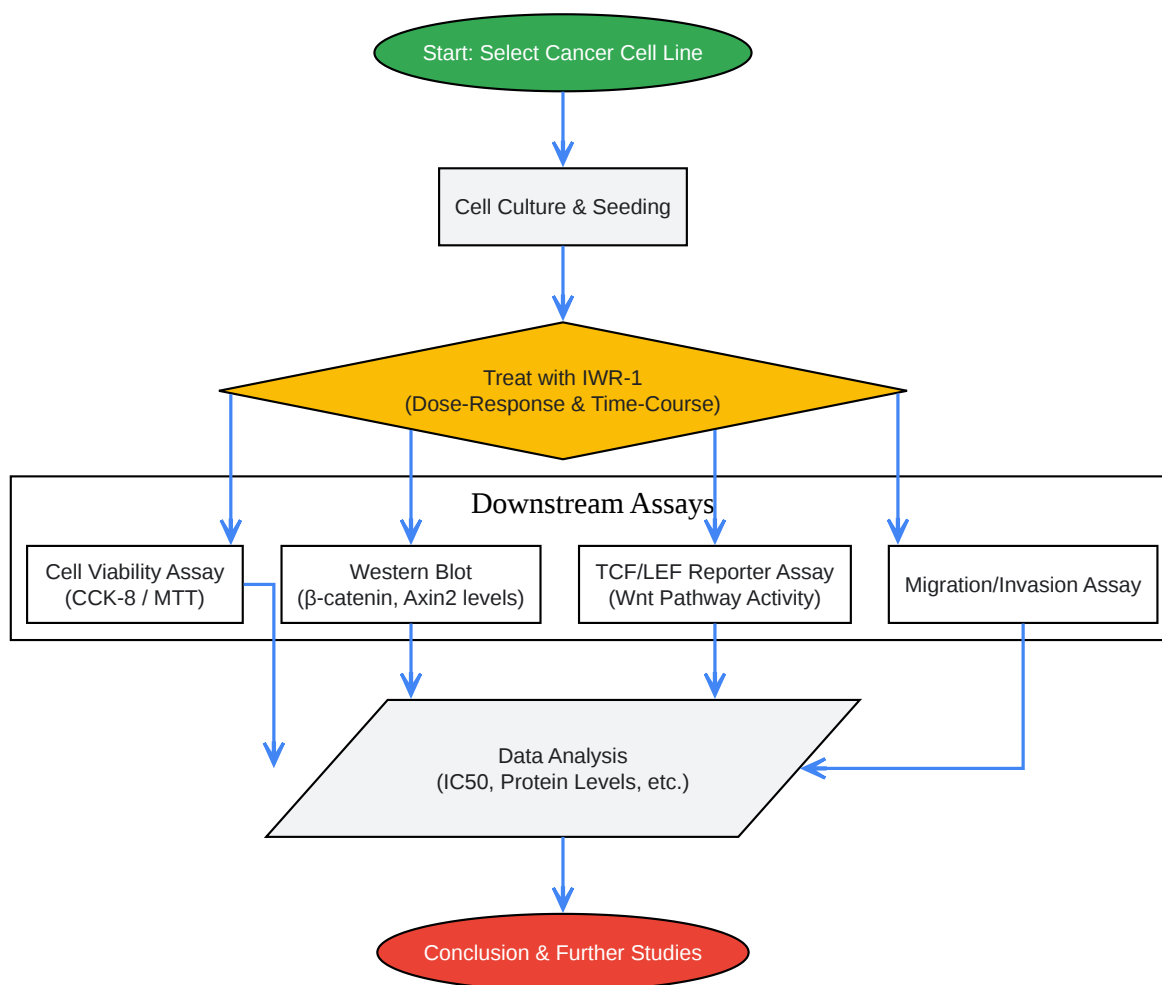 Start: Select Cancer Cell Line
Cell Culture & Seeding
Treat with IWR-1
(Dose-Response & Time-Course)
Downstream Assays
Cell Viability Assay
(CCK-8 / MTT)
Western Blot
(β-catenin, Axin2 levels)
TCF/LEF Reporter Assay
(Wnt Pathway Activity)
Migration/Invasion Assay
Data Analysis
(IC50, Protein Levels, etc.)
Conclusion & Further Studies